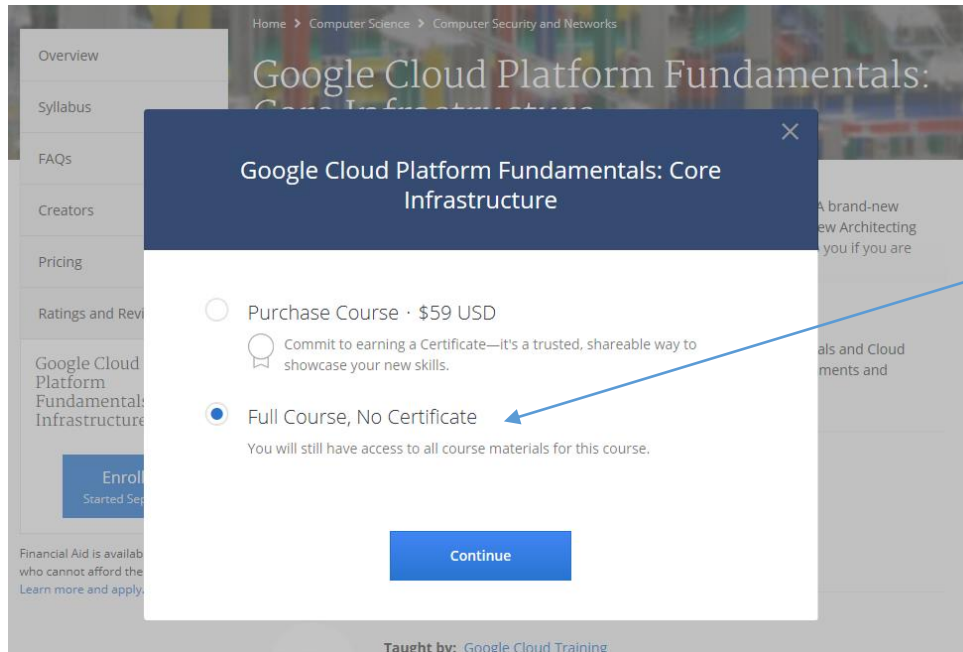 Home > Computer Science > Computer Security and Networks
Google Cloud Platform Fundamentals:
Core Infrastructure
Overview
Syllabus
FAQs
Creators
Pricing
Ratings and Revi
Google Cloud
Platform
Fundamentals
Infrastructure
Enroll
Started Sep
Financial Aid is availab
who cannot afford the
Learn more and apply.
Google Cloud Platform Fundamentals: Core
Infrastructure
Purchase Course · $59 USD
Commit to earning a Certificate—it's a trusted, shareable way to
showcase your new skills.
Full Course, No Certificate
You will still have access to all course materials for this course.
Continue
A brand-new
ew Architecting
you if you are
als and Cloud
ments and
Taught by: Google Cloud Training